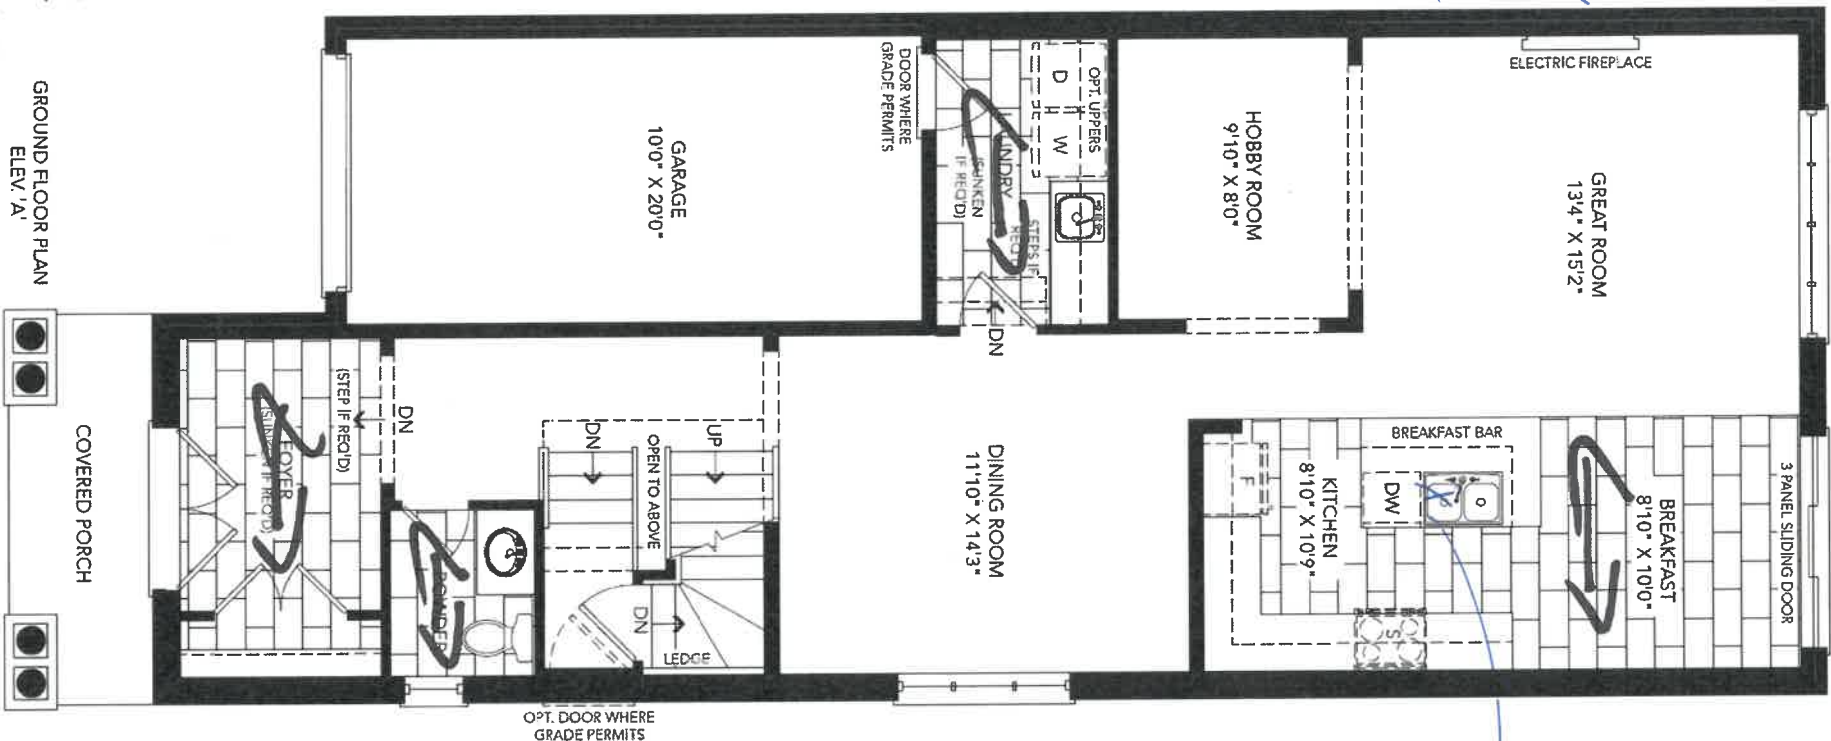 GROUND FLOOR PLAN
ELEV. 'A'
COVERED PORCH
GARAGE
10'0" X 20'0"
DOOR WHERE
GRADE PERMITS
OPT. UPPERS
D
W
(SUNKEN
IF REQ'D)
STEPS IF
REQ'D
DN
HOBBY ROOM
9'10" X 8'0"
GREAT ROOM
13'4" X 15'2"
ELECTRIC FIREPLACE
FOYER
(SUNKEN IF REQ'D)
(STEP IF REQ'D)
DN
POWDER
DN
OPEN TO ABOVE
UP
DN
LEDGE
OPT. DOOR WHERE
GRADE PERMITS
DINING ROOM
11'10" X 14'3"
BREAKFAST BAR
F
DW
KITCHEN
8'10" X 10'9"
S
BREAKFAST
8'10" X 10'0"
3 PANEL SLIDING DOOR